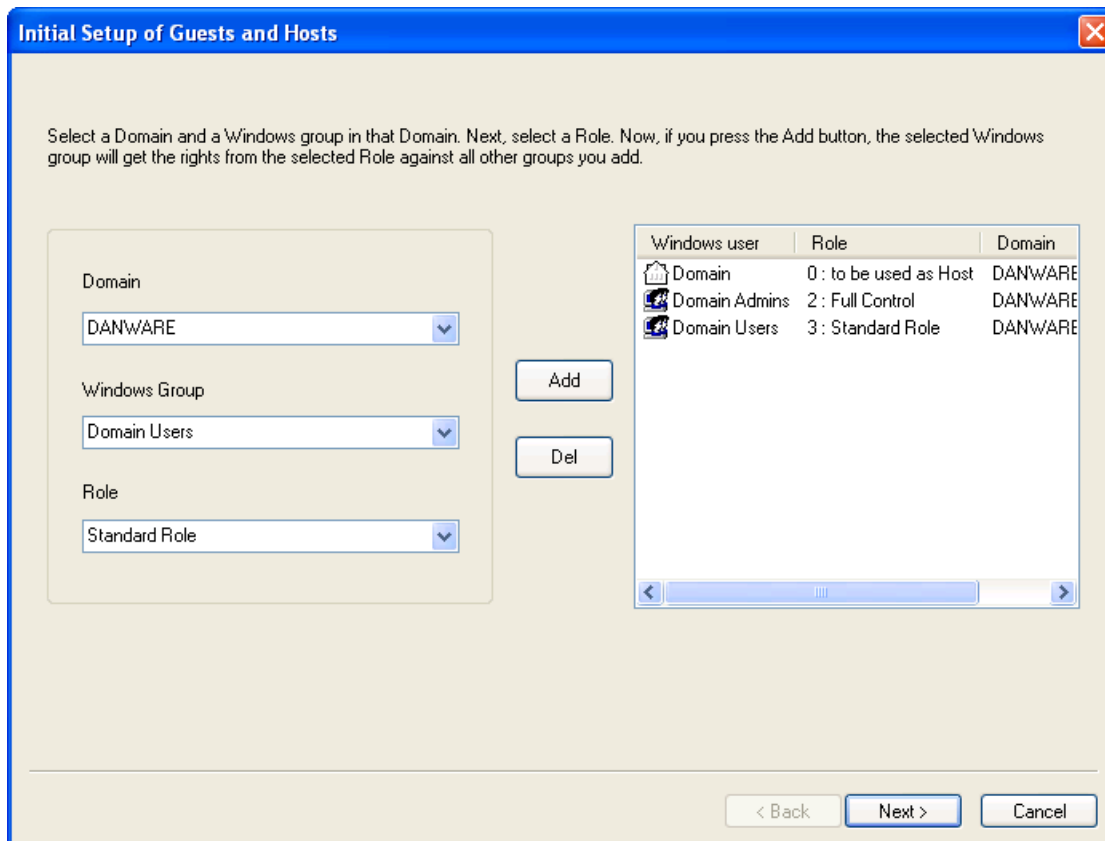 Initial Setup of Guests and Hosts
Select a Domain and a Windows group in that Domain. Next, select a Role. Now, if you press the Add button, the selected Windows
group will get the rights from the selected Role against all other groups you add.
Domain
DANWARE
Windows Group
Domain Users
Role
Standard Role
Add
Del
Windows user Role Domain
Domain 0 : to be used as Host DANWARE
Domain Admins 2 : Full Control DANWARE
Domain Users 3 : Standard Role DANWARE
< Back Next > Cancel